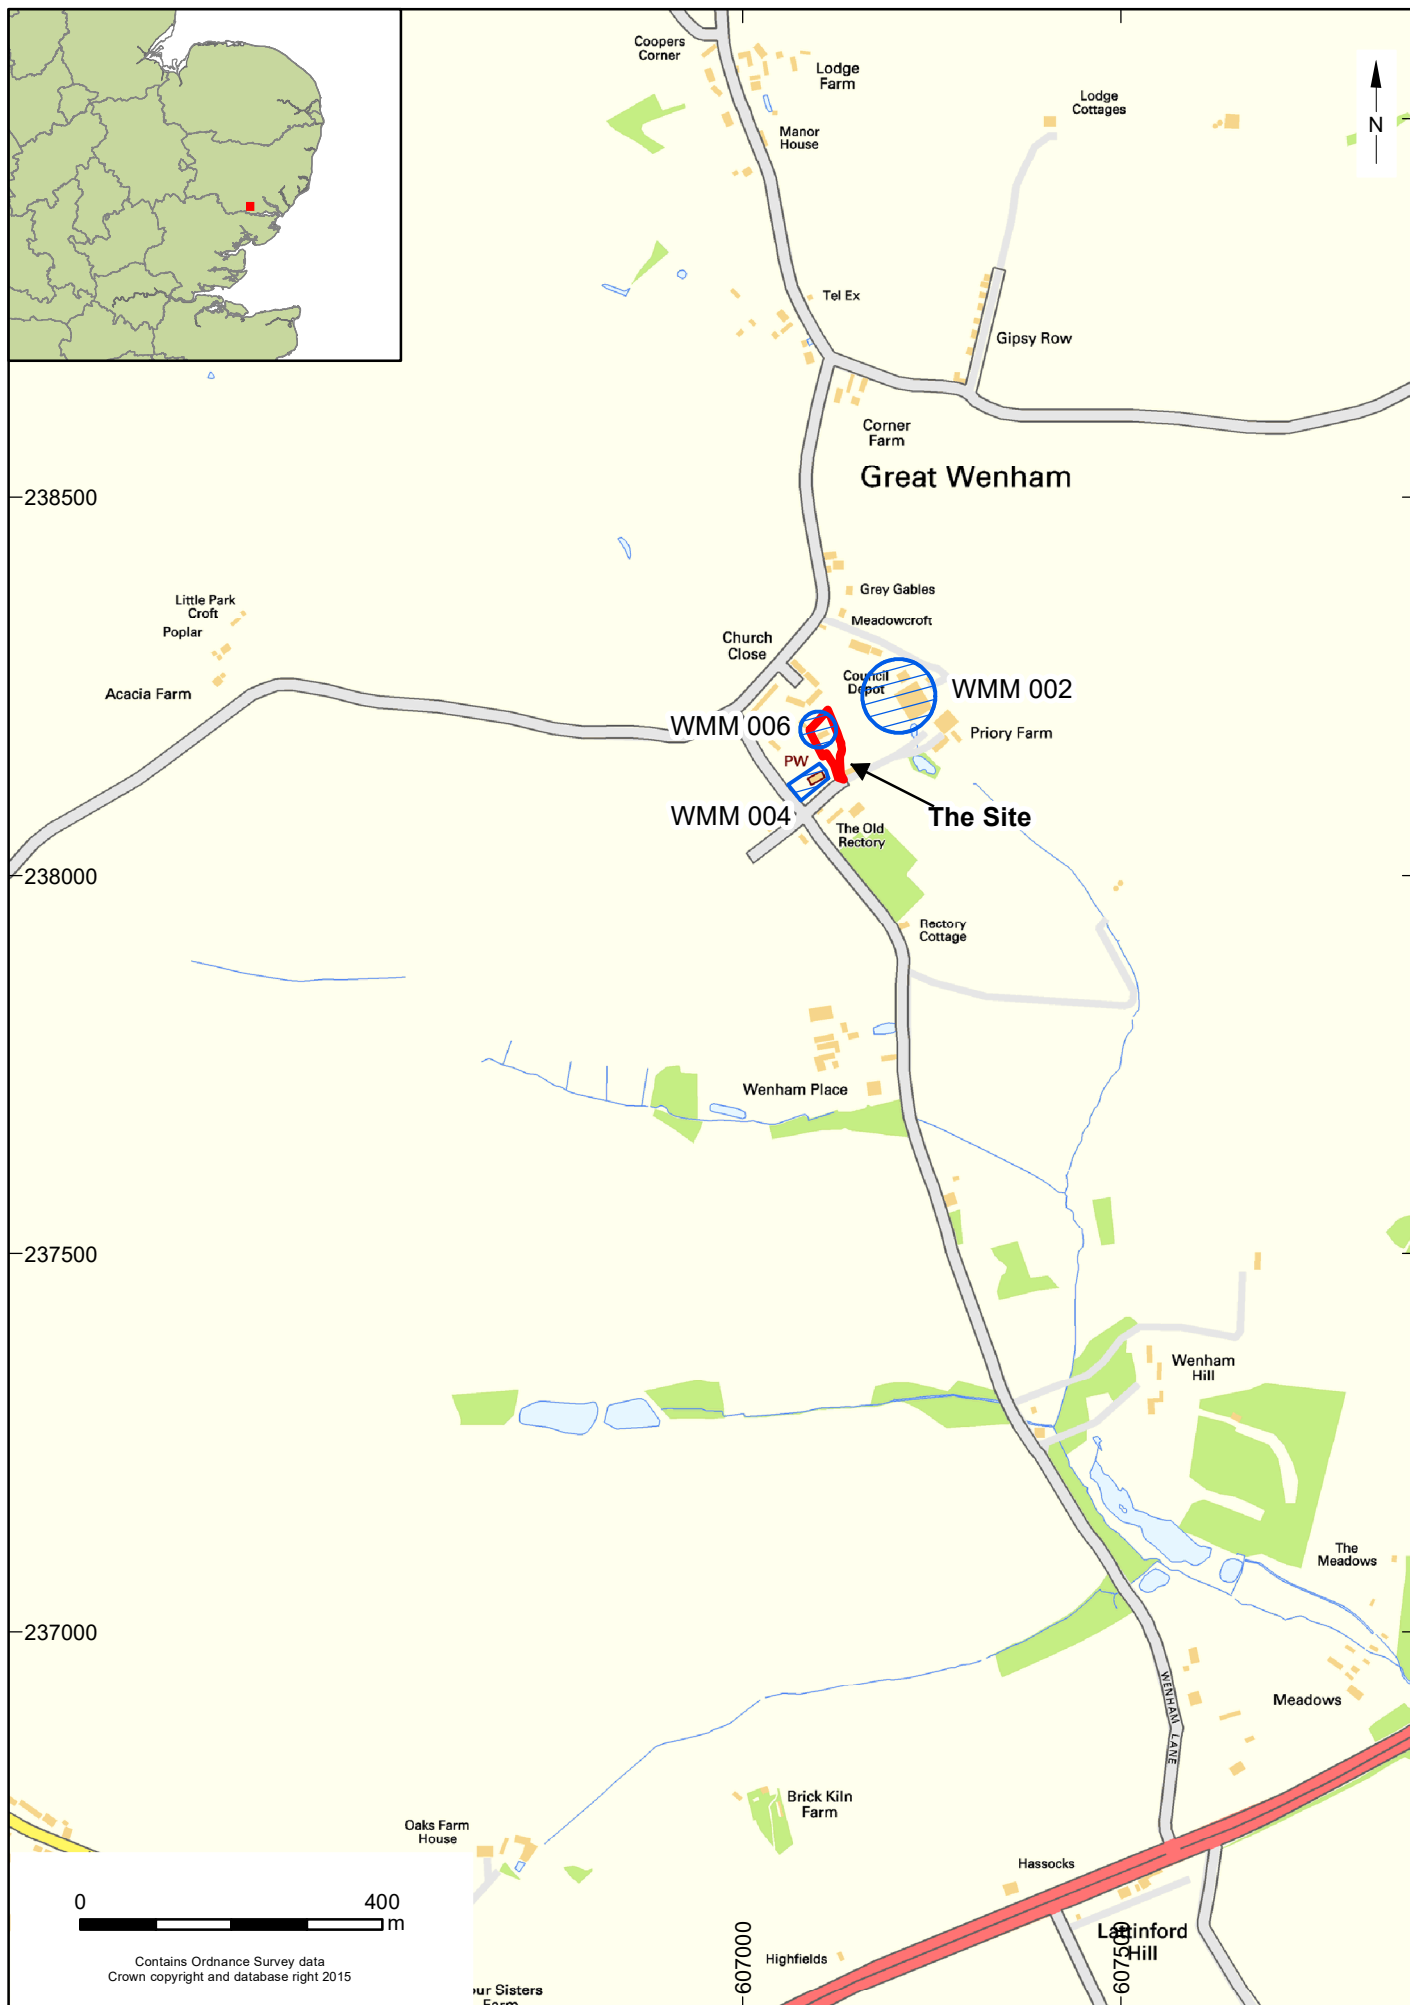 Coopers
Corner
Lodge
Farm
Manor
House
Lodge
Cottages
N
Tel Ex
Gipsy Row
Corner
Farm
Great Wenham
238500
Grey Gables
Meadowcroft
Little Park
Croft
Poplar
Acacia Farm
Church
Close
Council
Depot
WMM 002
WMM 006
Priory Farm
PW
WMM 004
The Site
The Old
Rectory
238000
Rectory
Cottage
Wenham Place
237500
Wenham
Hill
The
Meadows
237000
WENHAM LANE
Meadows
Brick Kiln
Farm
Oaks Farm
House
Hassocks
Lattinford
Hill
Highfields
607000
607500
0 400
m
Contains Ordnance Survey data
Crown copyright and database right 2015
ur Sisters
Farm